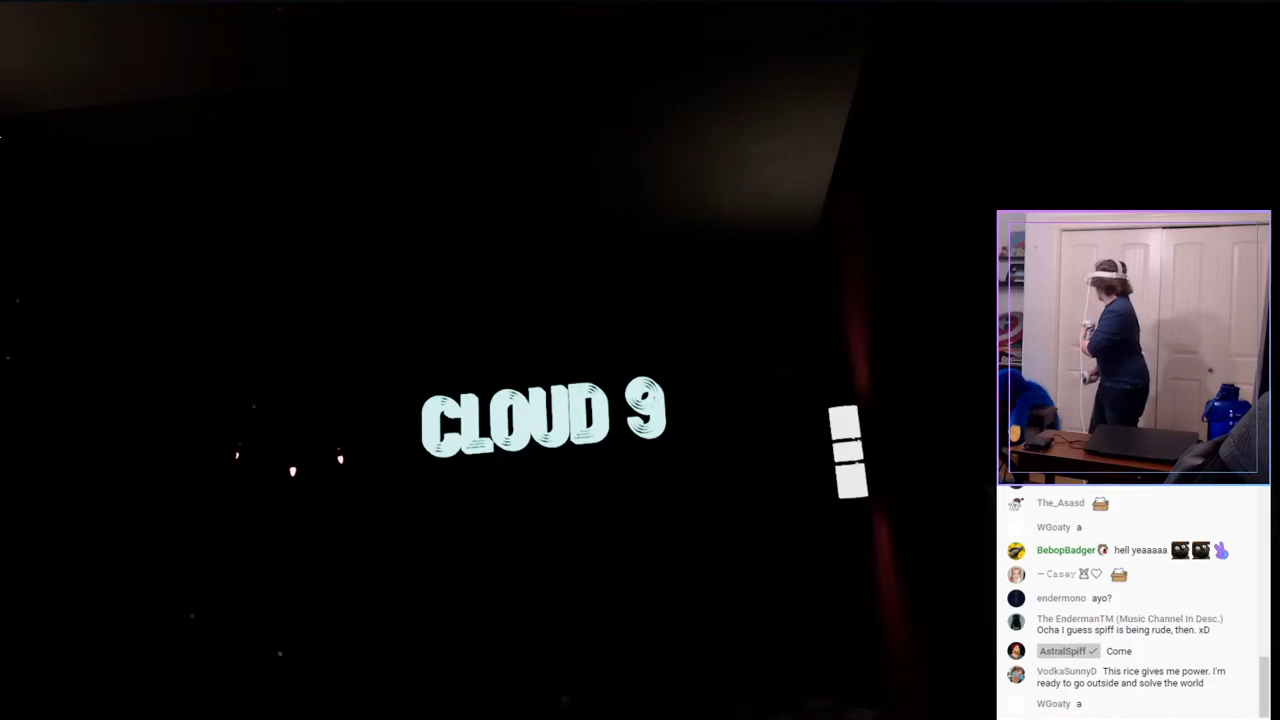 CLOUD 9
The_Asasd
WGoaty a
BebopBadger hell yeaaaaa
— Casey
endermono ayo?
The EndermanTM (Music Channel In Desc.)
Ocha I guess spiff is being rude, then. xD
AstralSpiff ✓ Come
VodkaSunnyD This rice gives me power. I'm
ready to go outside and solve the world
WGoaty a